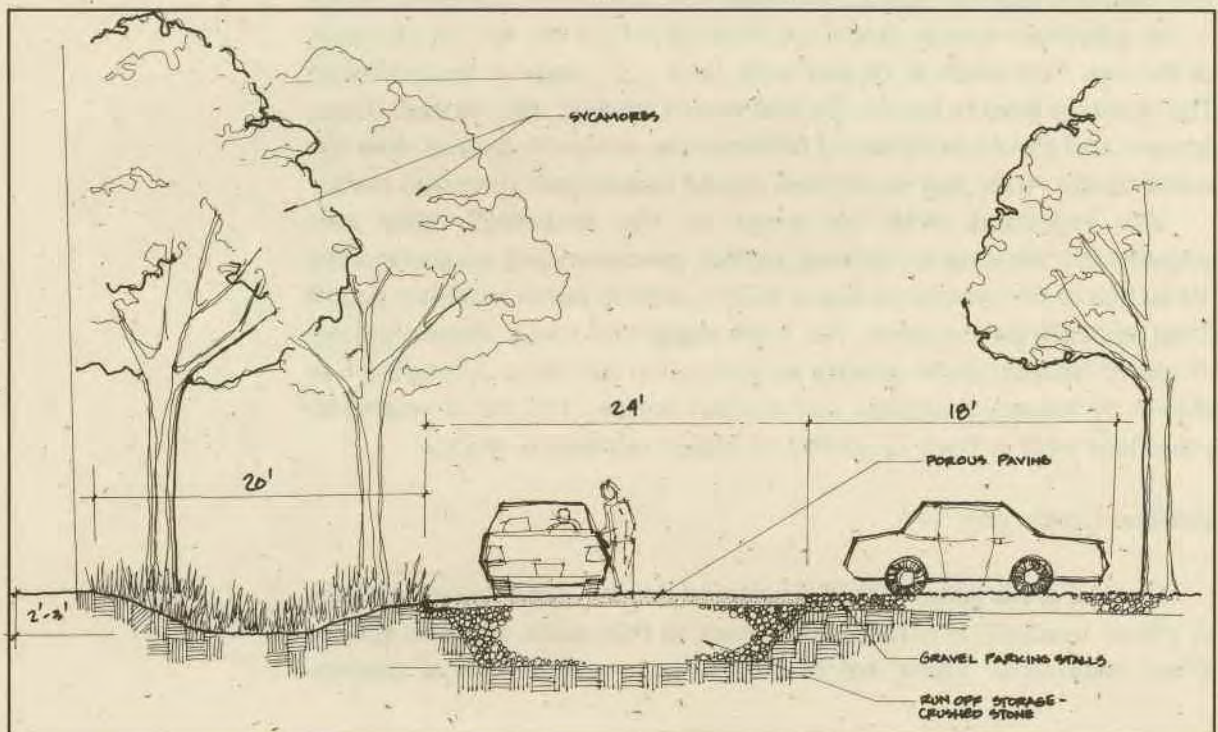 SYCAMORES
24'
18'
20'
POROUS PAVING
2'-3'
GRAVEL PARKING STALLS
RUN OFF STORAGE -
CRUSHED STONE